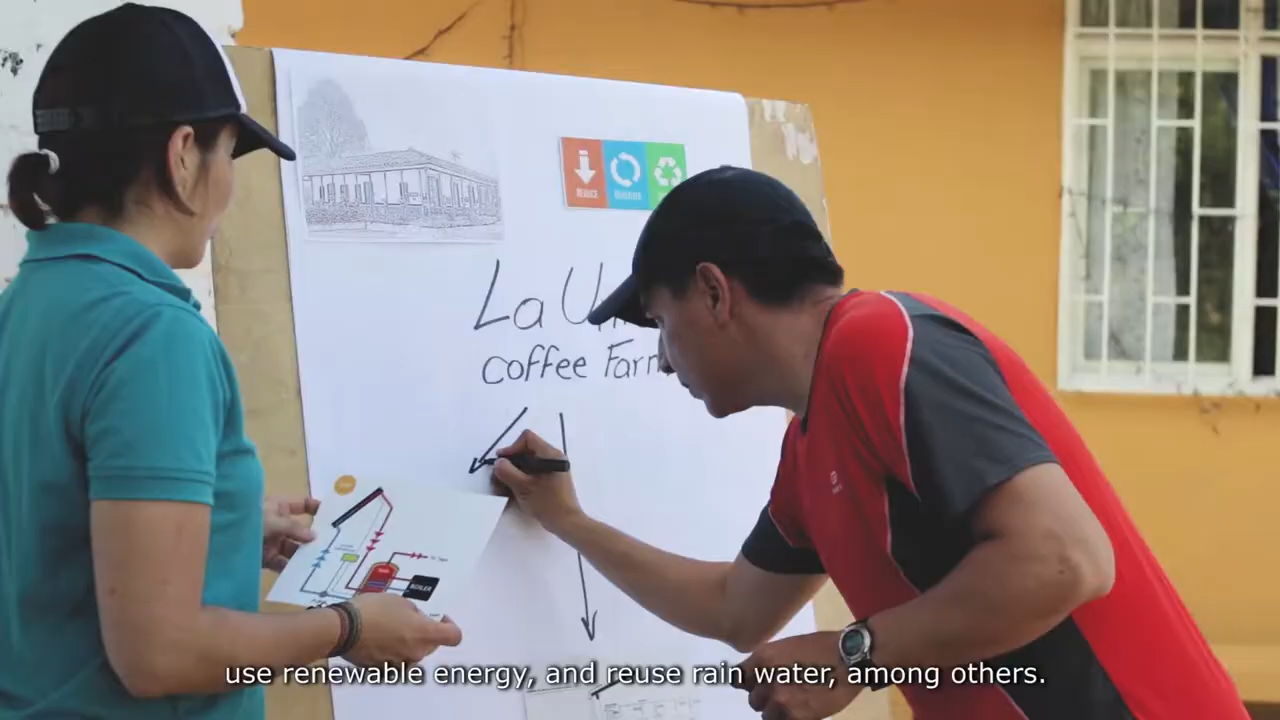 REDUCE
La
coffee Farm
BOILER
use renewable energy, and reuse rain water, among others.